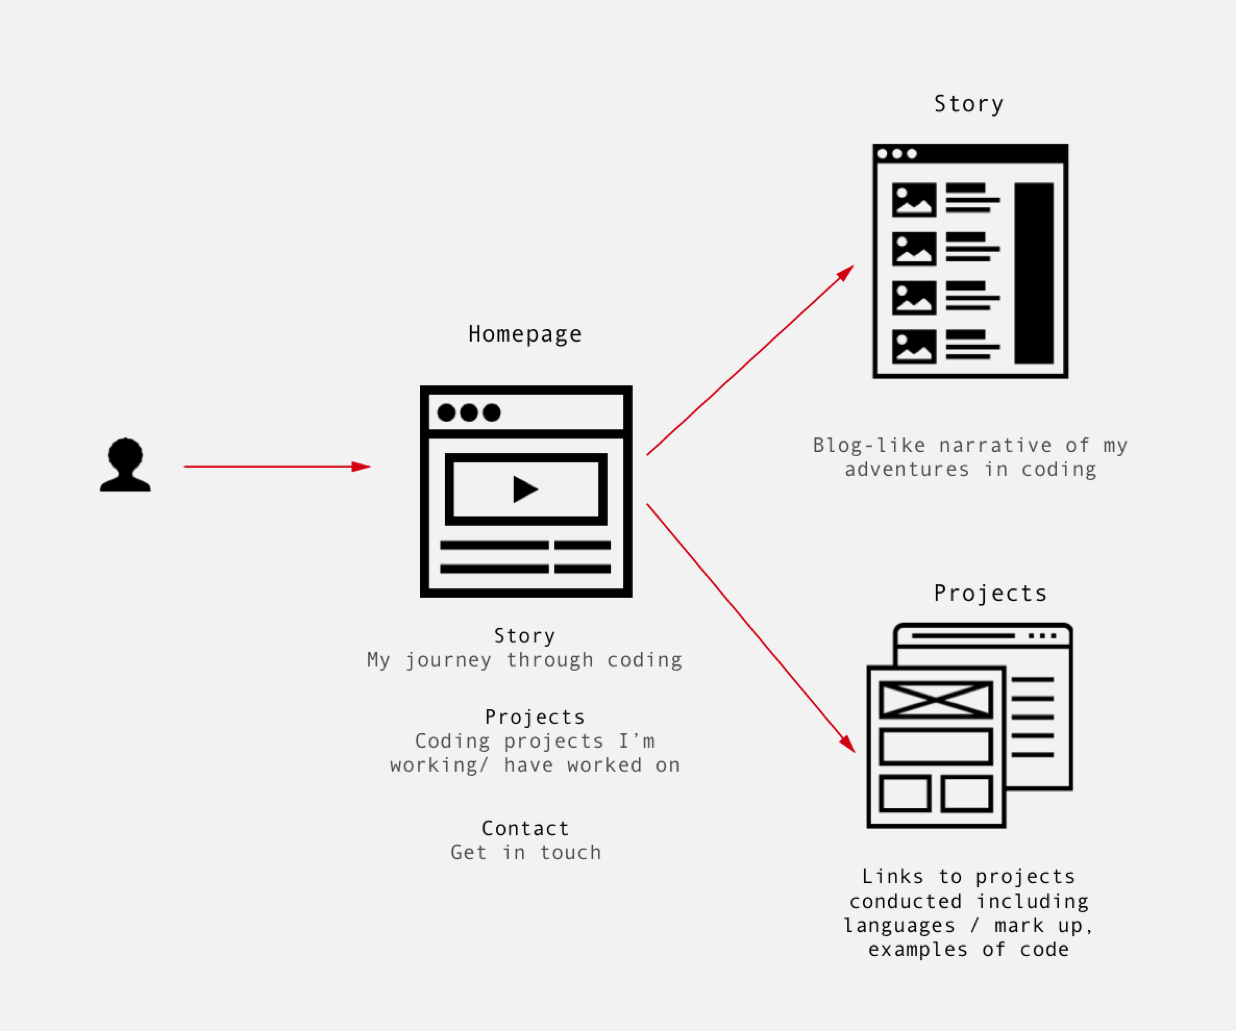 Story
Homepage
Blog-like narrative of my
adventures in coding
Projects
Story
My journey through coding
Projects
Coding projects I’m
working/ have worked on
Contact
Get in touch
Links to projects
conducted including
languages / mark up,
examples of code